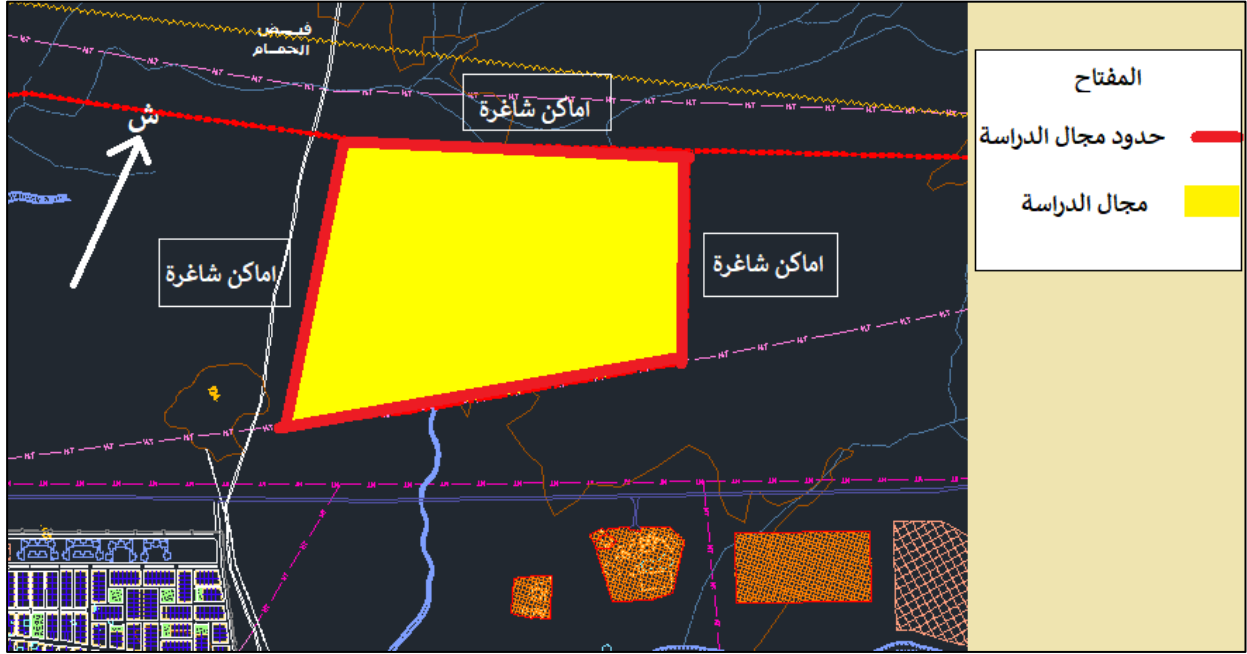 فيض
الحمام
اماكن شاغرة
ش
اماكن شاغرة
اماكن شاغرة
المفتاح
حدود مجال الدراسة
مجال الدراسة